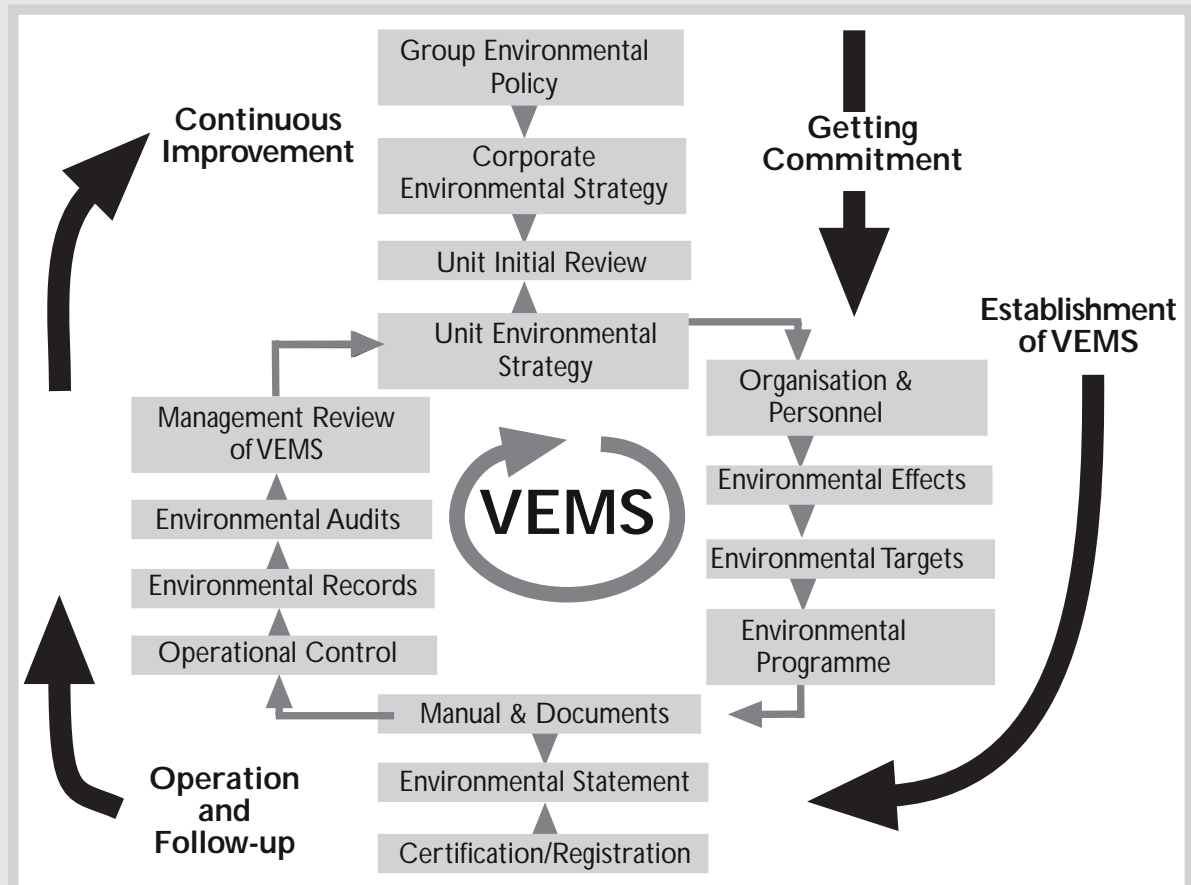 Group Environmental
Policy
Continuous
Improvement
Getting
Commitment
Corporate
Environmental Strategy
Unit Initial Review
Unit Environmental
Strategy
Establishment
of VEMS
Organisation &
Personnel
Management Review
of VEMS
Environmental Effects
VEMS
Environmental Audits
Environmental Targets
Environmental Records
Environmental
Programme
Operational Control
Manual & Documents
Environmental Statement
Operation
and
Follow-up
Certification/Registration